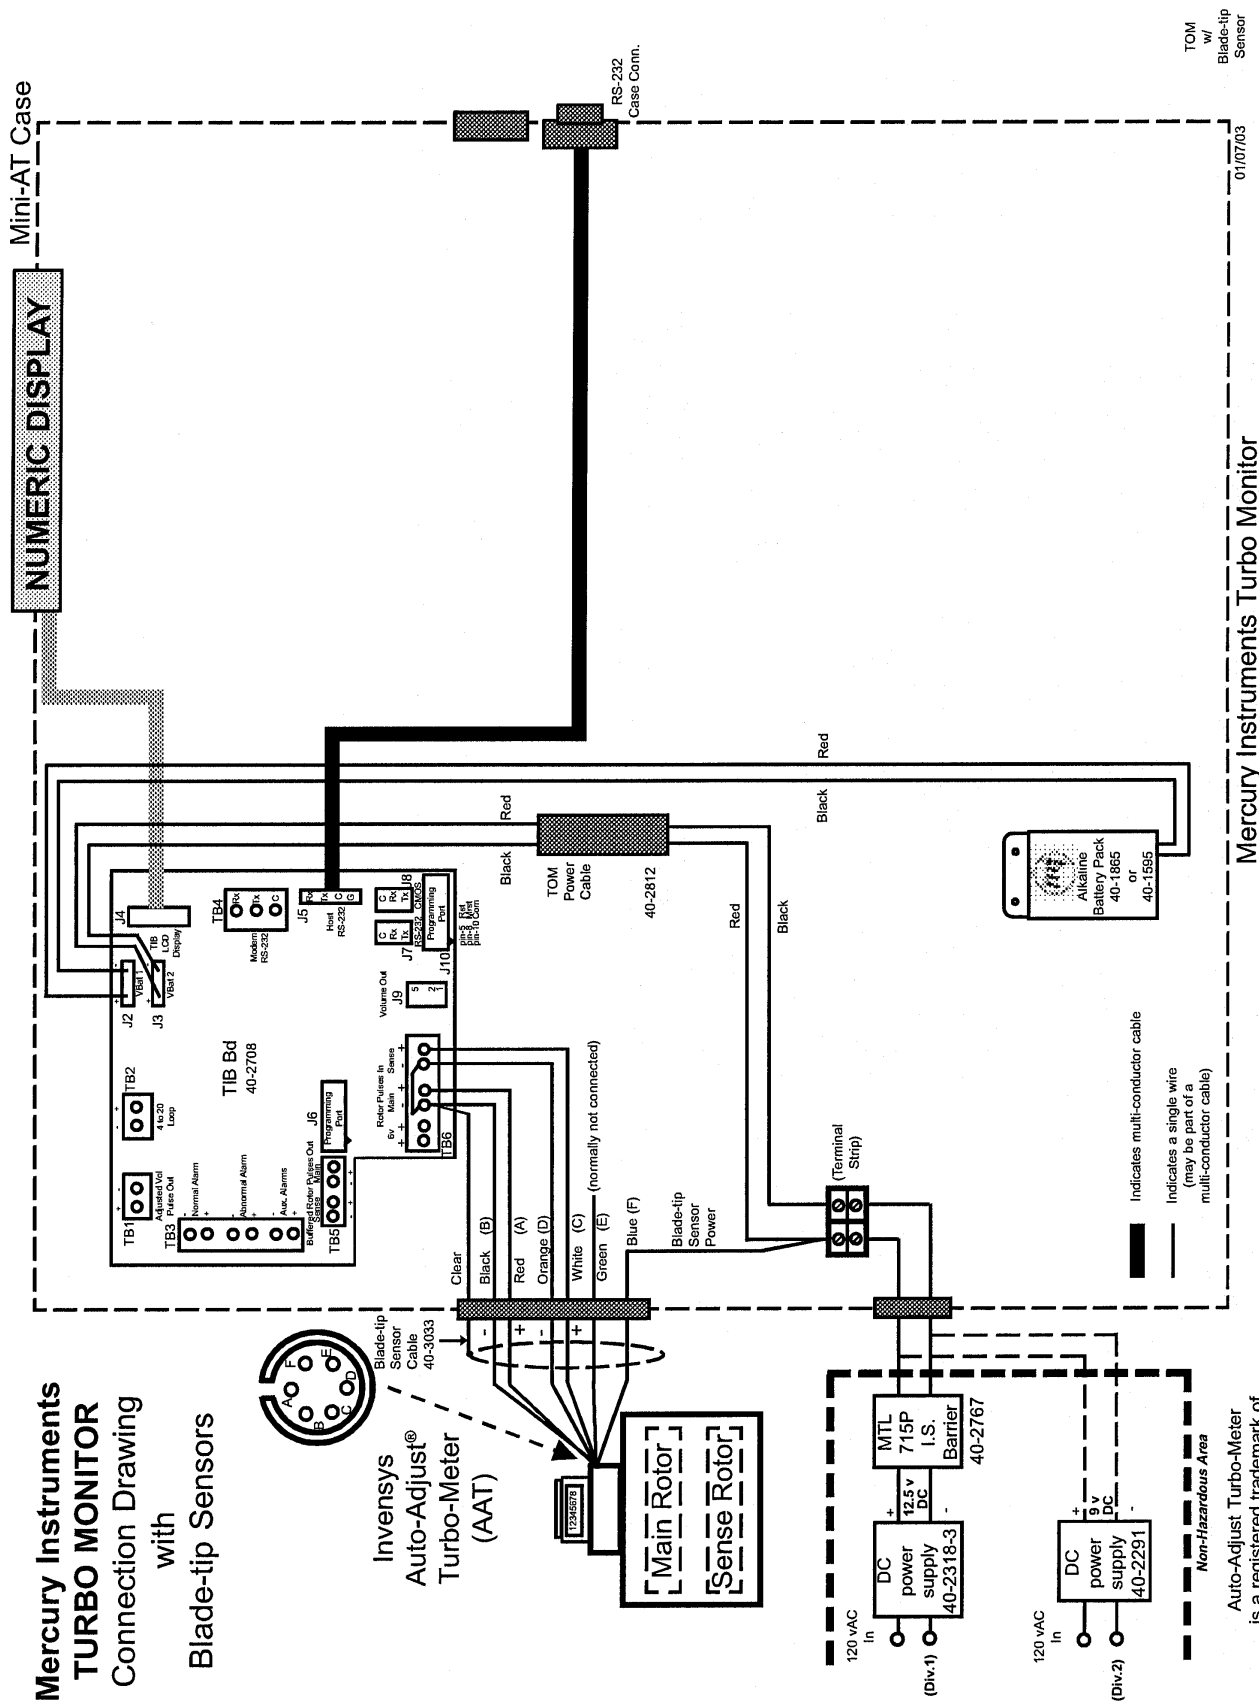 Mercury Instruments
TURBO MONITOR
Connection Drawing
with
Blade-tip Sensors
Mini-AT Case
NUMERIC DISPLAY
TOM
w/
Blade-tip
Sensor
RS-232
Case Conn.
01/07/03
Mercury Instruments Turbo Monitor
TIB Bd
40-2708
TB1
- +
Adjusted Vol
Pulse Out
TB2
- +
4 to 20
Loop
J2
+ -
VBat 1
J3
+ -
VBat 2
J4
TIB
LCD
Display
TB3
- Normal Alarm
+
- Abnormal Alarm
+
- Aux. Alarms
+
TB4
Rx
Tx
C
Modem
RS-232
J5
Rx
Tx
C
G
Host
RS-232
Buffered Rotor Pulses Out
Sense Main
TB5
- + - +
J6
Programming
Port
Rotor Pulses In
6v Main Sense
+ + - + - +
TB6
Volume Out
J9
5
2
1
J7
C
Rx
Tx
RS-232
J8
C
Rx
Tx
CMOS
Programming
Port
J10
pin-5 Rst
pin-8 Mrst
pin-10 Com
Red
Black
Red
Black
TOM
Power
Cable
40-2812
Red
Black
Alkaline
Battery Pack
40-1865
or
40-1595
Clear
Black (B)
Red (A)
Orange (D)
White (C)
Green (E)
(normally not connected)
Blue (F)
Blade-tip
Sensor
Power
(Terminal
Strip)
Indicates multi-conductor cable
Indicates a single wire
(may be part of a
multi-conductor cable)
A
B
C
D
E
F
Blade-tip
Sensor
Cable
40-3033
-
+
-
+
Invensys
Auto-Adjust®
Turbo-Meter
(AAT)
12345678
Main Rotor
Sense Rotor
MTL
715P
I.S.
Barrier
40-2767
+
12.5 v
DC
-
DC
power
supply
40-2318-3
120 vAC
In
(Div.1)
+
9 v
DC
-
DC
power
supply
40-2291
120 vAC
In
(Div.2)
Non-Hazardous Area
Auto-Adjust Turbo-Meter
is a registered trademark of